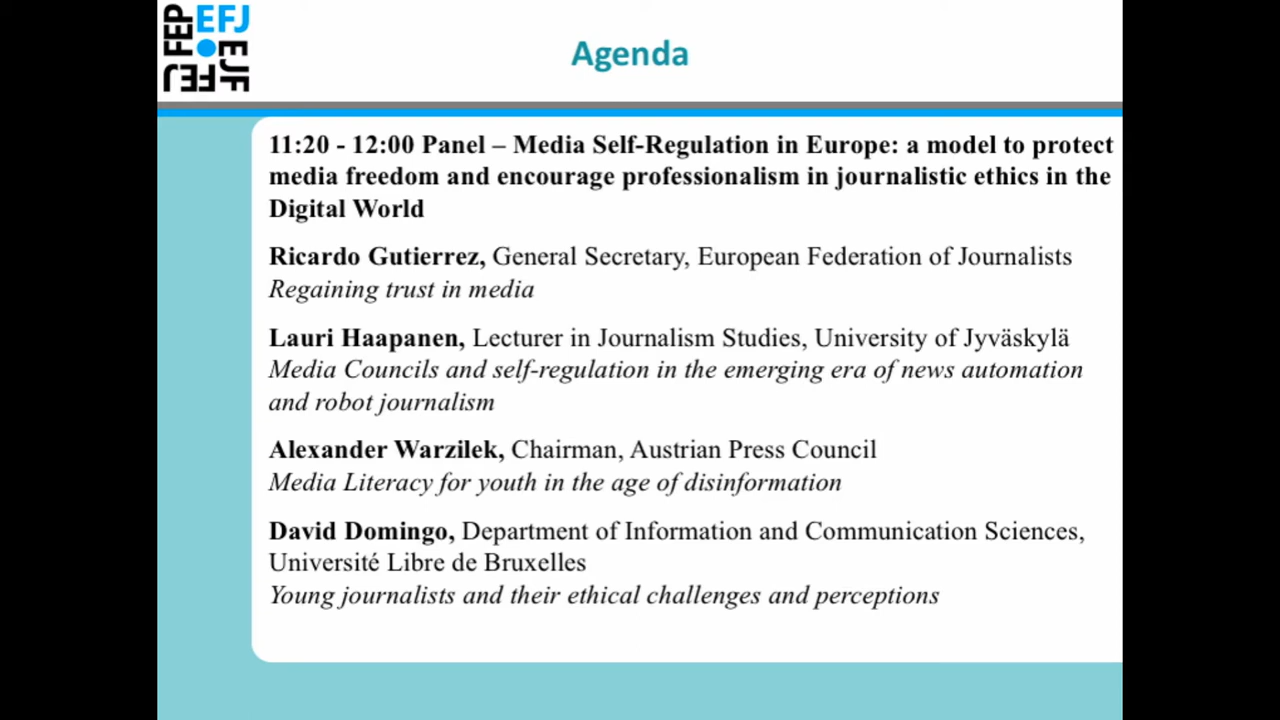 FEP EFJ
FEJ EJF
Agenda
11:20 - 12:00 Panel – Media Self-Regulation in Europe: a model to protect
media freedom and encourage professionalism in journalistic ethics in the
Digital World
Ricardo Gutierrez, General Secretary, European Federation of Journalists
Regaining trust in media
Lauri Haapanen, Lecturer in Journalism Studies, University of Jyväskylä
Media Councils and self-regulation in the emerging era of news automation
and robot journalism
Alexander Warzilek, Chairman, Austrian Press Council
Media Literacy for youth in the age of disinformation
David Domingo, Department of Information and Communication Sciences,
Université Libre de Bruxelles
Young journalists and their ethical challenges and perceptions